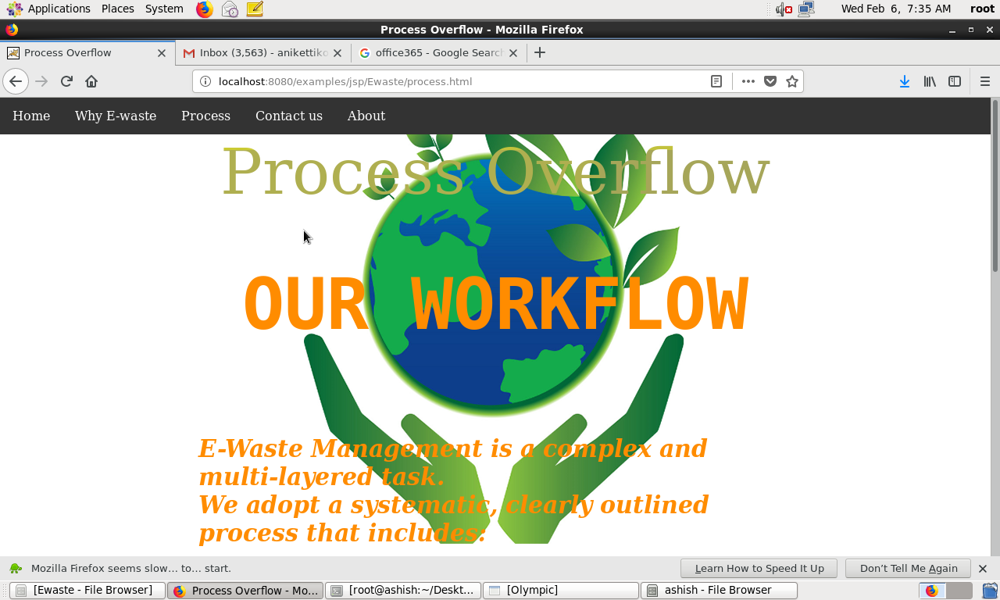 Applications Places System Wed Feb 6, 7:35 AM root
Process Overflow - Mozilla Firefox
Process Overflow Inbox (3,563) - anikettiko office365 - Google Search
localhost:8080/examples/jsp/Ewaste/process.html
Home Why E-waste Process Contact us About
Process Overflow
OUR WORKFLOW
E-Waste Management is a complex and
multi-layered task.
We adopt a systematic, clearly outlined
process that includes:
Mozilla Firefox seems slow... to... start. Learn How to Speed It Up Don't Tell Me Again
[Ewaste - File Browser] Process Overflow - Mo... [root@ashish:~/Deskt... [Olympic] ashish - File Browser